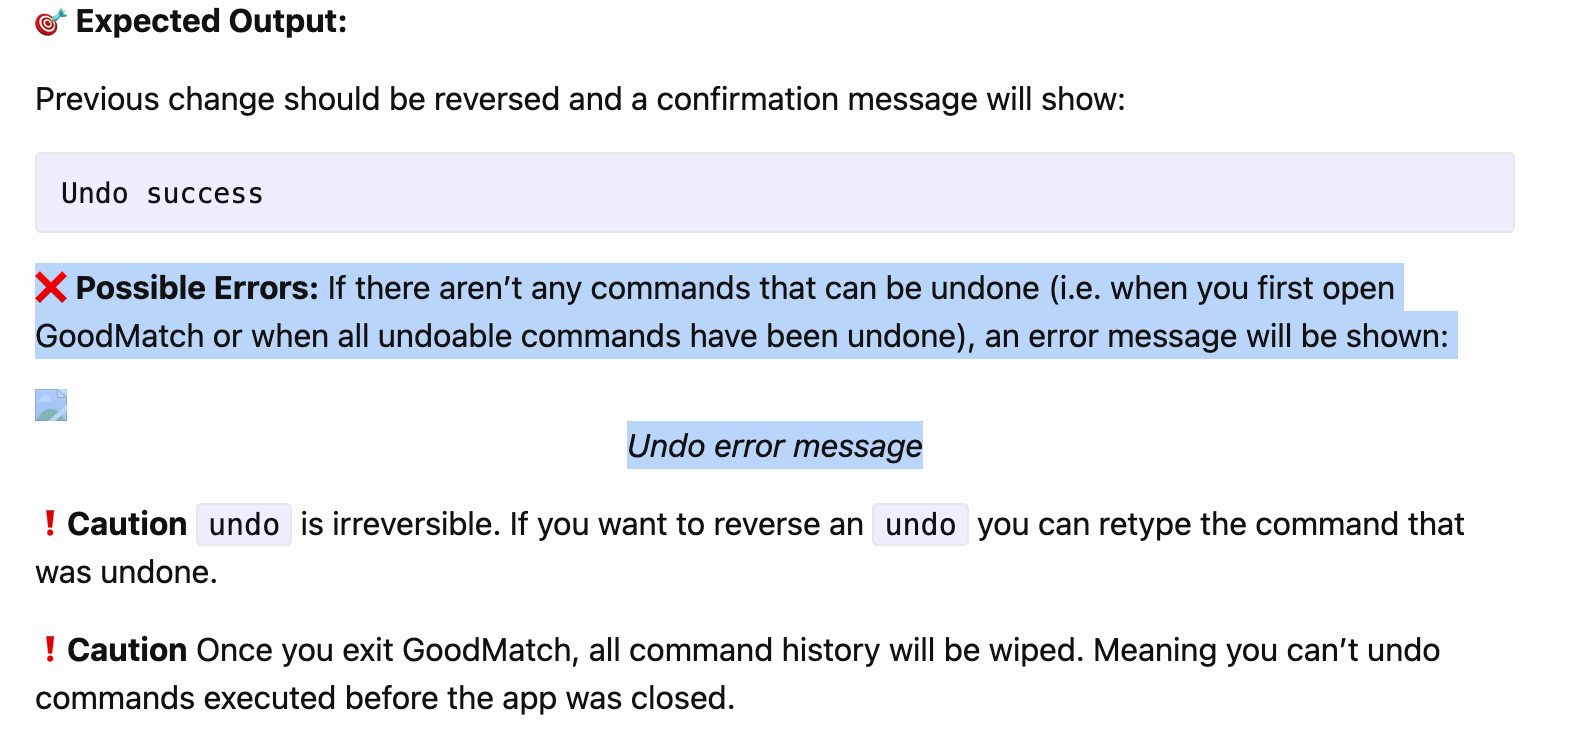 🎯 Expected Output:
Previous change should be reversed and a confirmation message will show:
Undo success
❌ Possible Errors: If there aren’t any commands that can be undone (i.e. when you first open
GoodMatch or when all undoable commands have been undone), an error message will be shown:
Undo error message
❗ Caution undo is irreversible. If you want to reverse an undo you can retype the command that
was undone.
❗ Caution Once you exit GoodMatch, all command history will be wiped. Meaning you can’t undo
commands executed before the app was closed.